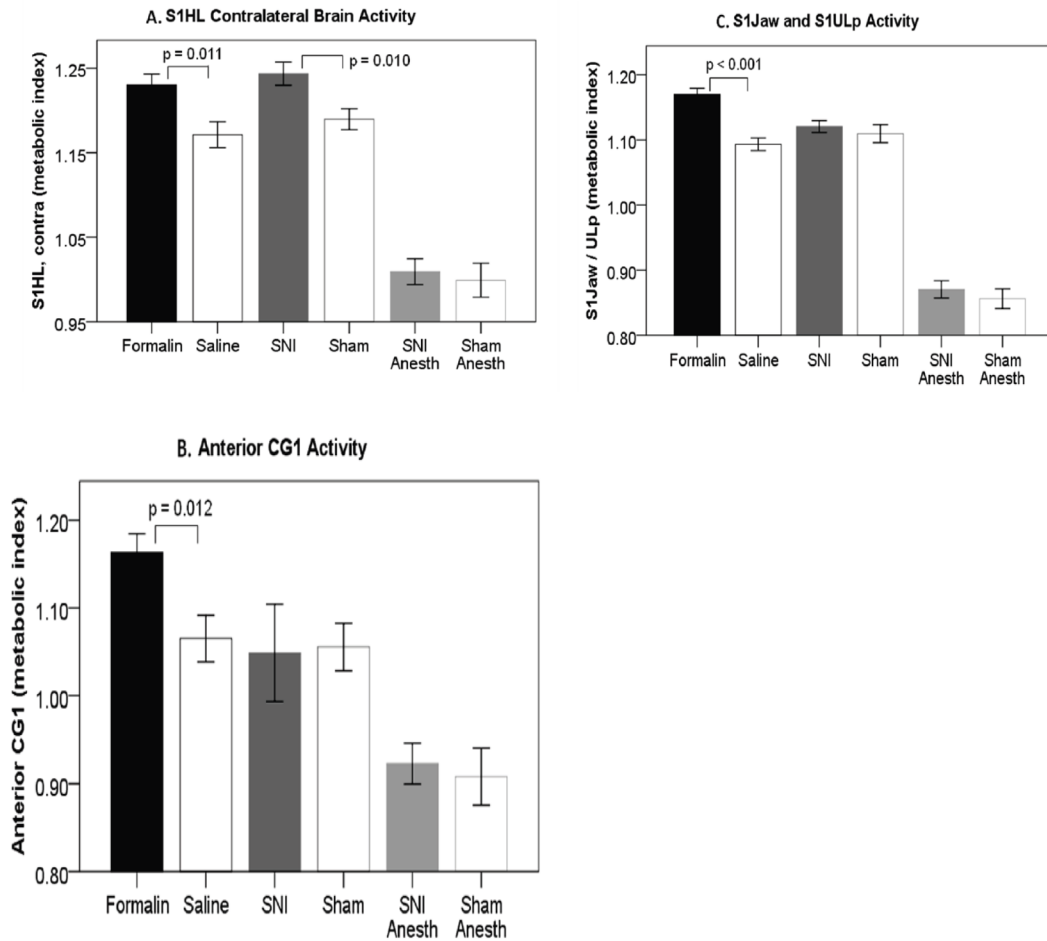 A. S1HL Contralateral Brain Activity
S1HL, contra (metabolic index)
1.25
1.15
1.05
0.95
p = 0.011
p = 0.010
Formalin Saline SNI Sham SNI Sham
Anesth Anesth
C. S1Jaw and S1ULp Activity
S1Jaw / ULp (metabolic index)
1.20
1.10
1.00
0.90
0.80
p < 0.001
Formalin Saline SNI Sham SNI Sham
Anesth Anesth
B. Anterior CG1 Activity
Anterior CG1 (metabolic index)
1.20
1.10
1.00
0.90
0.80
p = 0.012
Formalin Saline SNI Sham SNI Sham
Anesth Anesth